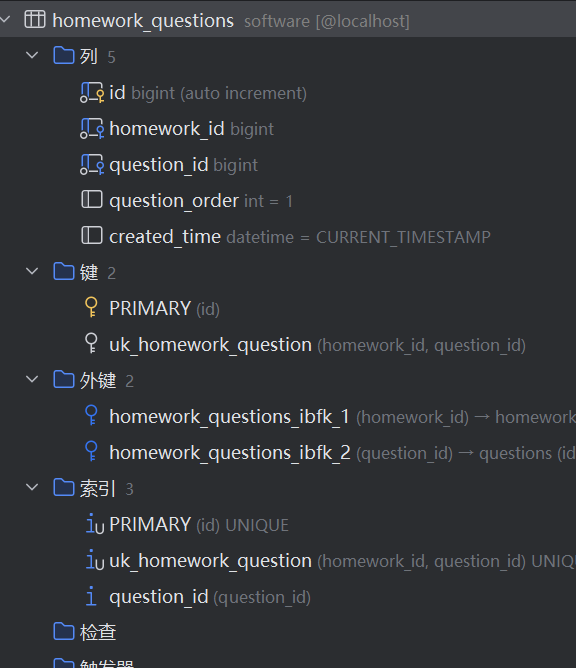 homework_questions software [@localhost]
列 5
id bigint (auto increment)
homework_id bigint
question_id bigint
question_order int = 1
created_time datetime = CURRENT_TIMESTAMP
键 2
PRIMARY (id)
uk_homework_question (homework_id, question_id)
外键 2
homework_questions_ibfk_1 (homework_id) → homework
homework_questions_ibfk_2 (question_id) → questions (id
索引 3
PRIMARY (id) UNIQUE
uk_homework_question (homework_id, question_id) UNIQU
question_id (question_id)
检查
触发器